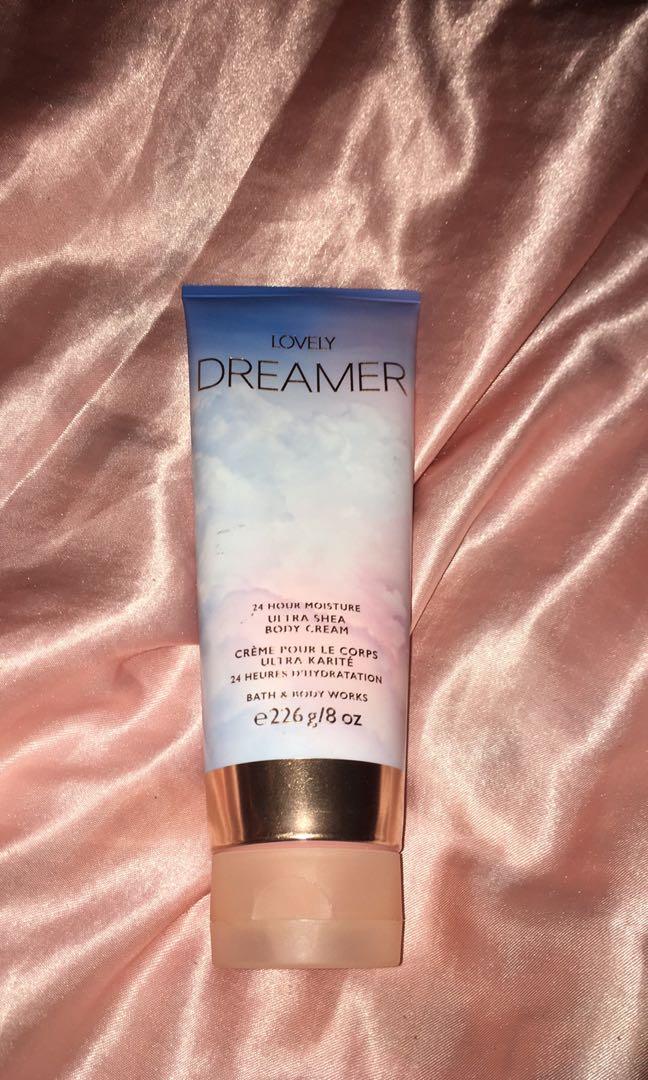 LOVELY
DREAMER
24 HOUR MOISTURE
ULTRA SHEA
BODY CREAM
CRÈME POUR LE CORPS
ULTRA KARITÉ
24 HEURES D'HYDRATATION
BATH & BODY WORKS
℮226 g/8 oz